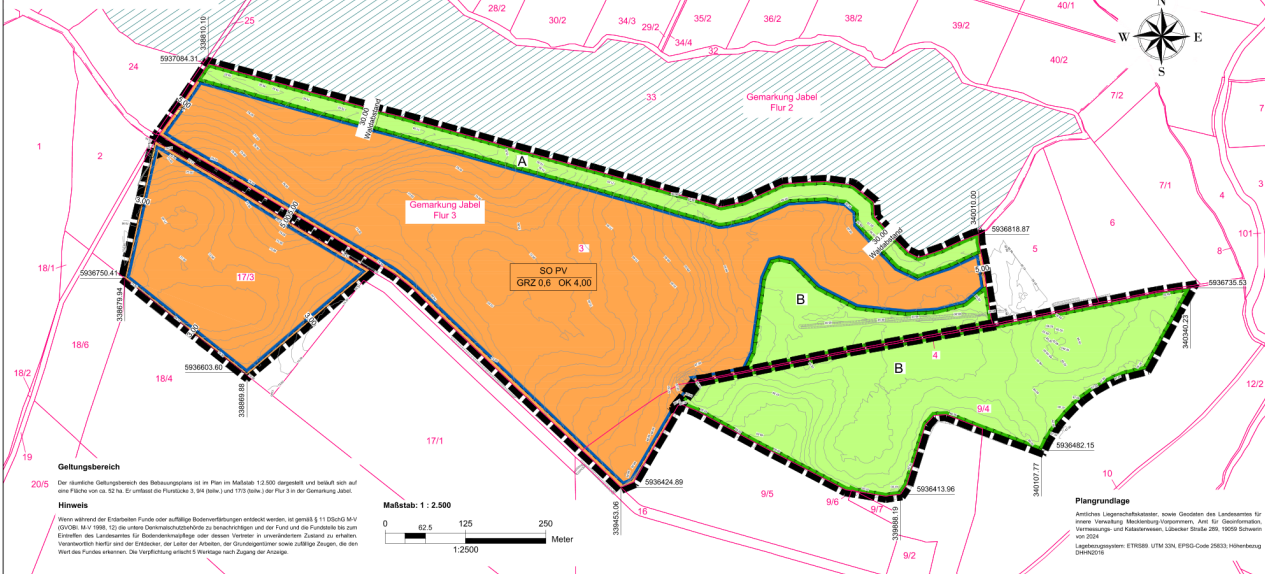 28/2
30/2
34/3
29/2
35/2
34/4
32
36/2
38/2
39/2
40/1
40/2
N
W
E
S
25
24
338810.10
5937084.31
33
Gemarkung Jabel
Flur 2
7/2
7
1
2
5.00
30.00
Waldabstand
A
7/1
4
3
6
101
8
5
Gemarkung Jabel
Flur 3
3
340010.00
5936818.87
30.00
Waldabstand
5.00
3.00
17/3
18/1
5936750.41
338679.94
SO PV
GRZ 0,6 OK 4,00
B
5936735.53
340340.23
18/6
3.00
3.00
4
B
18/2
18/4
5936603.60
338869.88
9/4
12/2
17/1
19
20/5
5936482.15
340107.77
10
5936424.89
339453.06
16
9/5
9/6
9/7
5936413.96
339868.19
9/2
Geltungsbereich
Der räumliche Geltungsbereich des Bebauungsplans ist im Plan im Maßstab 1:2.500 dargestellt und beläuft sich auf
eine Fläche von ca. 52 ha. Er umfasst die Flurstücke 3, 9/4 (teilw.) und 17/3 (teilw.) der Flur 3 in der Gemarkung Jabel.
Hinweis
Wenn während der Erdarbeiten Funde oder auffällige Bodenverfärbungen entdeckt werden, ist gemäß § 11 DSchG M-V
(GVOBl. M-V 1998, 12) die untere Denkmalschutzbehörde zu benachrichtigen und der Fund und die Fundstelle bis zum
Eintreffen des Landesamtes für Bodendenkmalpflege oder dessen Vertreter in unverändertem Zustand zu erhalten.
Verantwortlich hierfür sind der Entdecker, der Leiter der Arbeiten, der Grundeigentümer sowie zufällige Zeugen, die den
Wert des Fundes erkennen. Die Verpflichtung erlischt 5 Werktage nach Zugang der Anzeige.
Maßstab: 1 : 2.500
0 62.5 125 250
Meter
1:2500
Plangrundlage
Amtliches Liegenschaftskataster, sowie Geodaten des Landesamtes für
innere Verwaltung Mecklenburg-Vorpommern, Amt für Geoinformation,
Vermessungs- und Katasterwesen, Lübecker Straße 289, 19059 Schwerin
von 2024
Lagebezugssystem: ETRS89 UTM 33N, EPSG-Code 25833; Höhenbezug
DHHN2016